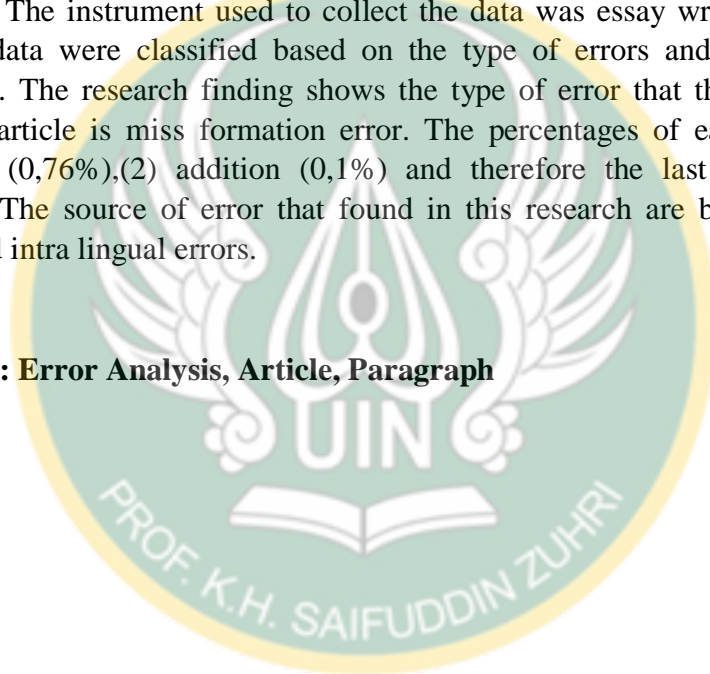 The instrument used to collect the data was essay wr
data were classified based on the type of errors and
. The research finding shows the type of error that th
article is miss formation error. The percentages of ea
(0,76%),(2) addition (0,1%) and therefore the last
The source of error that found in this research are b
intra lingual errors.
: Error Analysis, Article, Paragraph
UIN
PROF. K.H. SAIFUDDIN ZUHRI